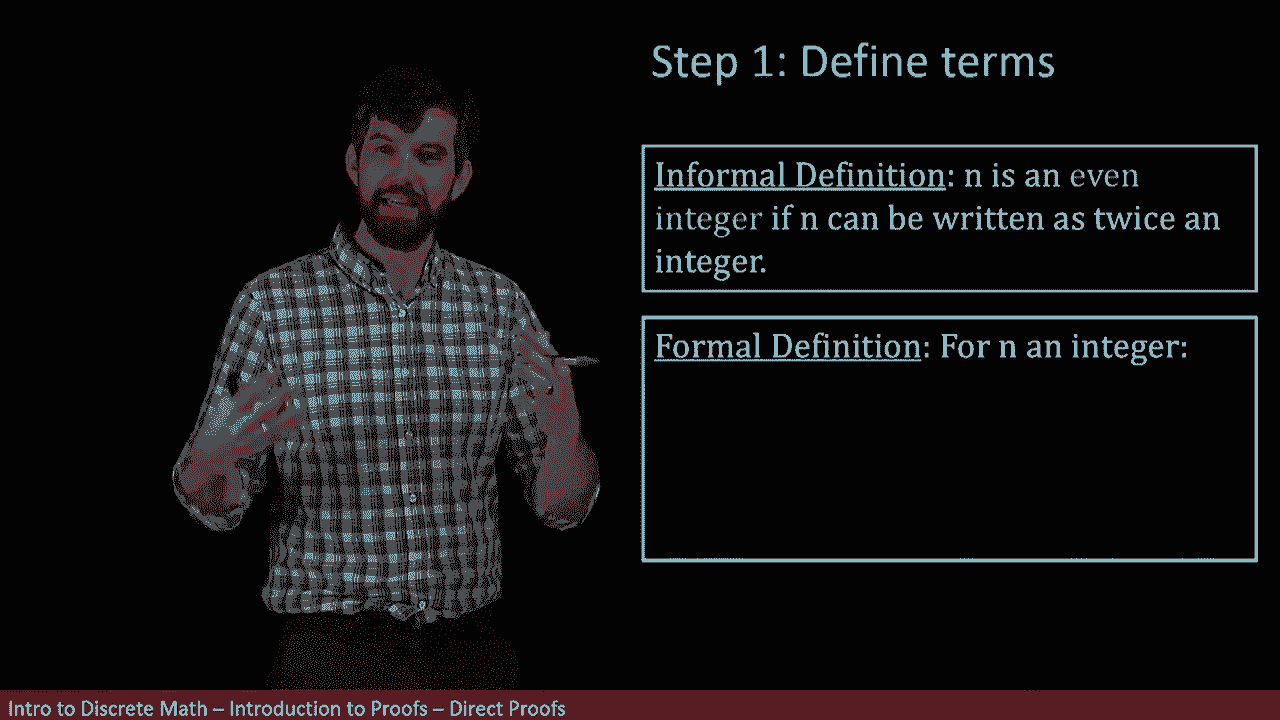 Step 1: Define terms
Informal Definition: n is an even
integer if n can be written as twice an
integer.
Formal Definition: For n an integer:
Intro to Discrete Math – Introduction to Proofs – Direct Proofs